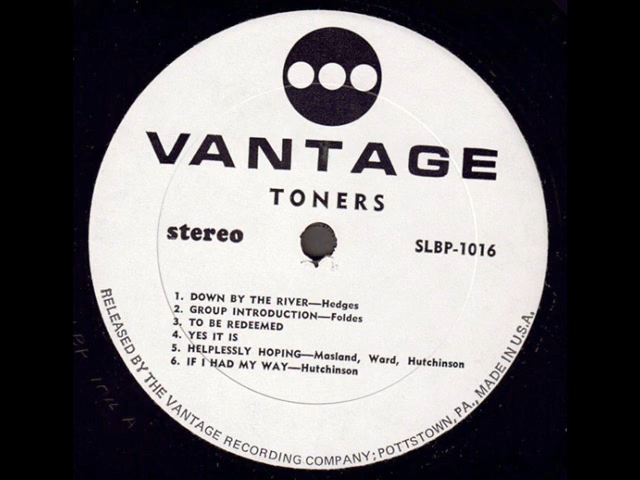 VANTAGE
TONERS
stereo
SLBP-1016
1. DOWN BY THE RIVER—Hedges
2. GROUP INTRODUCTION—Foldes
3. TO BE REDEEMED
4. YES IT IS
5. HELPLESSLY HOPING—Masland, Ward, Hutchinson
6. IF I HAD MY WAY—Hutchinson
RELEASED BY THE VANTAGE RECORDING COMPANY; POTTSTOWN, PA., MADE IN U.S.A.